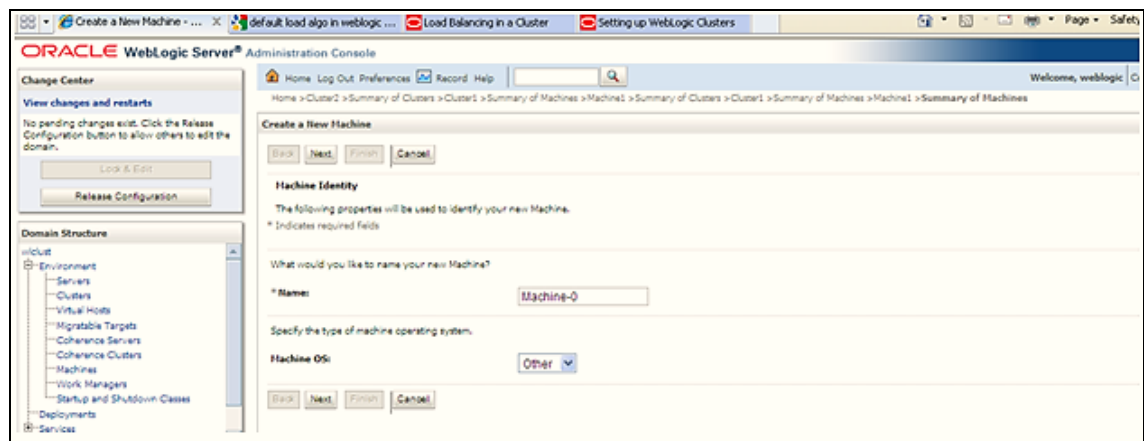 Create a New Machine - ...
default load algo in weblogic ...
Load Balancing in a Cluster
Setting up WebLogic Clusters
Page
Safety
ORACLE WebLogic Server® Administration Console
Change Center
View changes and restarts
No pending changes exist. Click the Release
Configuration button to allow others to edit the
domain.
Lock & Edit
Release Configuration
Domain Structure
wlclust
Environment
Servers
Clusters
Virtual Hosts
Migratable Targets
Coherence Servers
Coherence Clusters
Machines
Work Managers
Startup and Shutdown Classes
Deployments
Services
Home Log Out Preferences Record Help
Welcome, weblogic
Home >Cluster2 >Summary of Clusters >Cluster1 >Summary of Machines >Machine1 >Summary of Clusters >Cluster1 >Summary of Machines >Machine1 >Summary of Machines
Create a New Machine
Back Next Finish Cancel
Machine Identity
The following properties will be used to identify your new Machine.
* Indicates required fields
What would you like to name your new Machine?
* Name: Machine-0
Specify the type of machine operating system.
Machine OS: Other
Back Next Finish Cancel